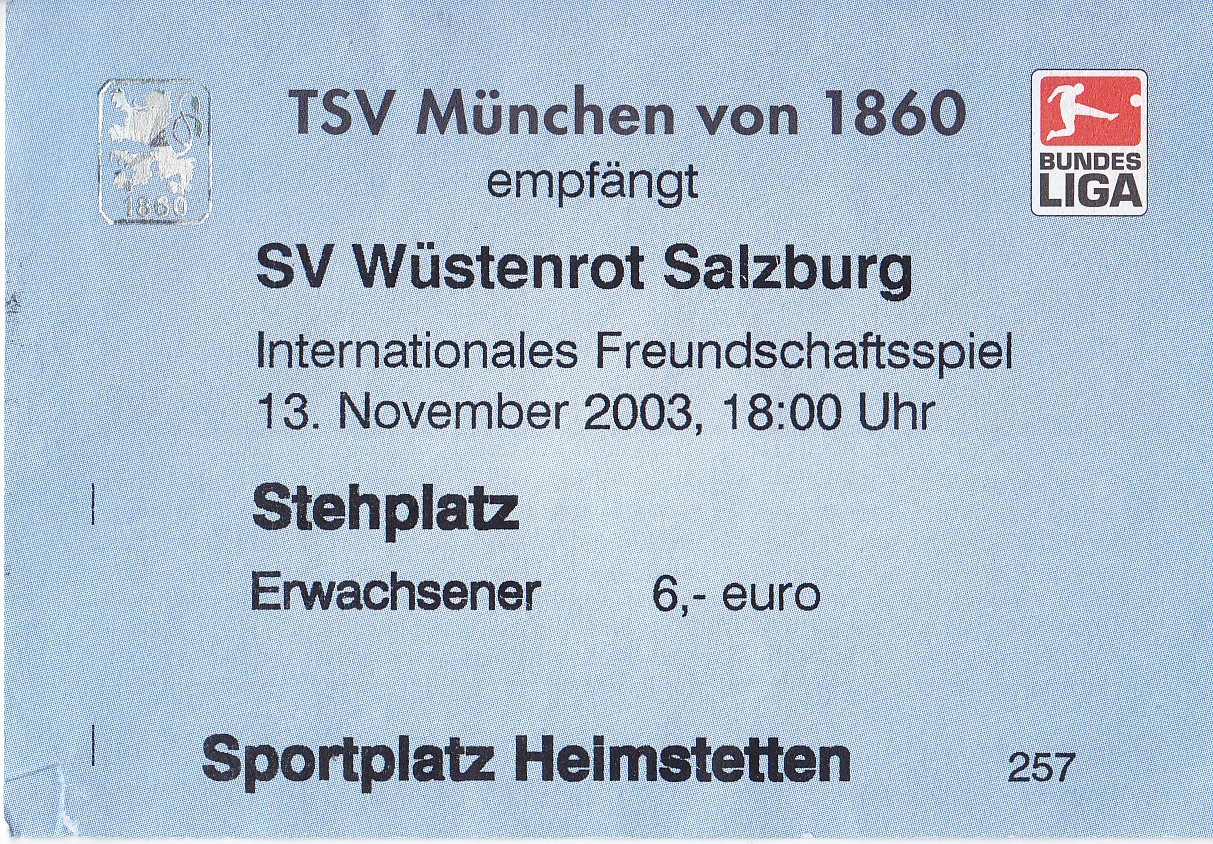 TSV München von 1860
empfängt
SV Wüstenrot Salzburg
Internationales Freundschaftsspiel
13. November 2003, 18:00 Uhr
Stehplatz
Erwachsener 6,- euro
Sportplatz Heimstetten 257
1860
BUNDES
LIGA